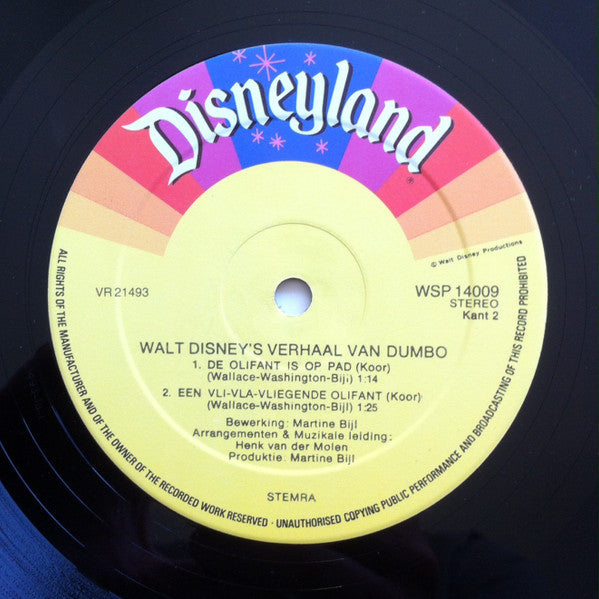 Disneyland
®
© Walt Disney Productions
VR 21493
WSP 14009
STEREO
Kant 2
WALT DISNEY'S VERHAAL VAN DUMBO
1. DE OLIFANT IS OP PAD (Koor)
(Wallace-Washington-Bijl) 1:14
2. EEN VLI-VLA-VLIEGENDE OLIFANT (Koor)
(Wallace-Washington-Bijl) 1:25
Bewerking: Martine Bijl
Arrangementen & Muzikale leiding:
Henk van der Molen
Produktie: Martine Bijl
STEMRA
ALL RIGHTS OF THE MANUFACTURER AND OF THE OWNER OF THE RECORDED WORK RESERVED · UNAUTHORISED COPYING PUBLIC PERFORMANCE AND BROADCASTING OF THIS RECORD PROHIBITED